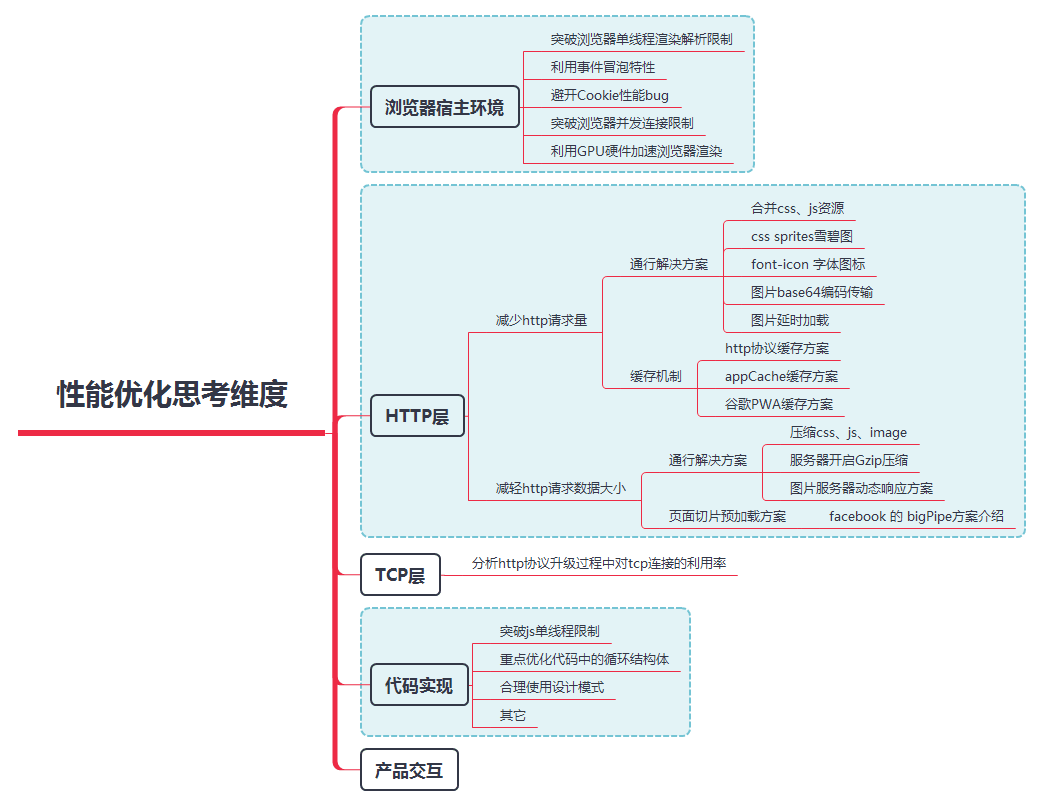 性能优化思考维度
浏览器宿主环境
突破浏览器单线程渲染解析限制
利用事件冒泡特性
避开Cookie性能bug
突破浏览器并发连接限制
利用GPU硬件加速浏览器渲染
HTTP层
减少http请求量
通行解决方案
合并css、js资源
css sprites雪碧图
font-icon 字体图标
图片base64编码传输
图片延时加载
缓存机制
http协议缓存方案
appCache缓存方案
谷歌PWA缓存方案
减轻http请求数据大小
通行解决方案
压缩css、js、image
服务器开启Gzip压缩
图片服务器动态响应方案
页面切片预加载方案
facebook 的 bigPipe方案介绍
TCP层
分析http协议升级过程中对tcp连接的利用率
代码实现
突破js单线程限制
重点优化代码中的循环结构体
合理使用设计模式
其它
产品交互